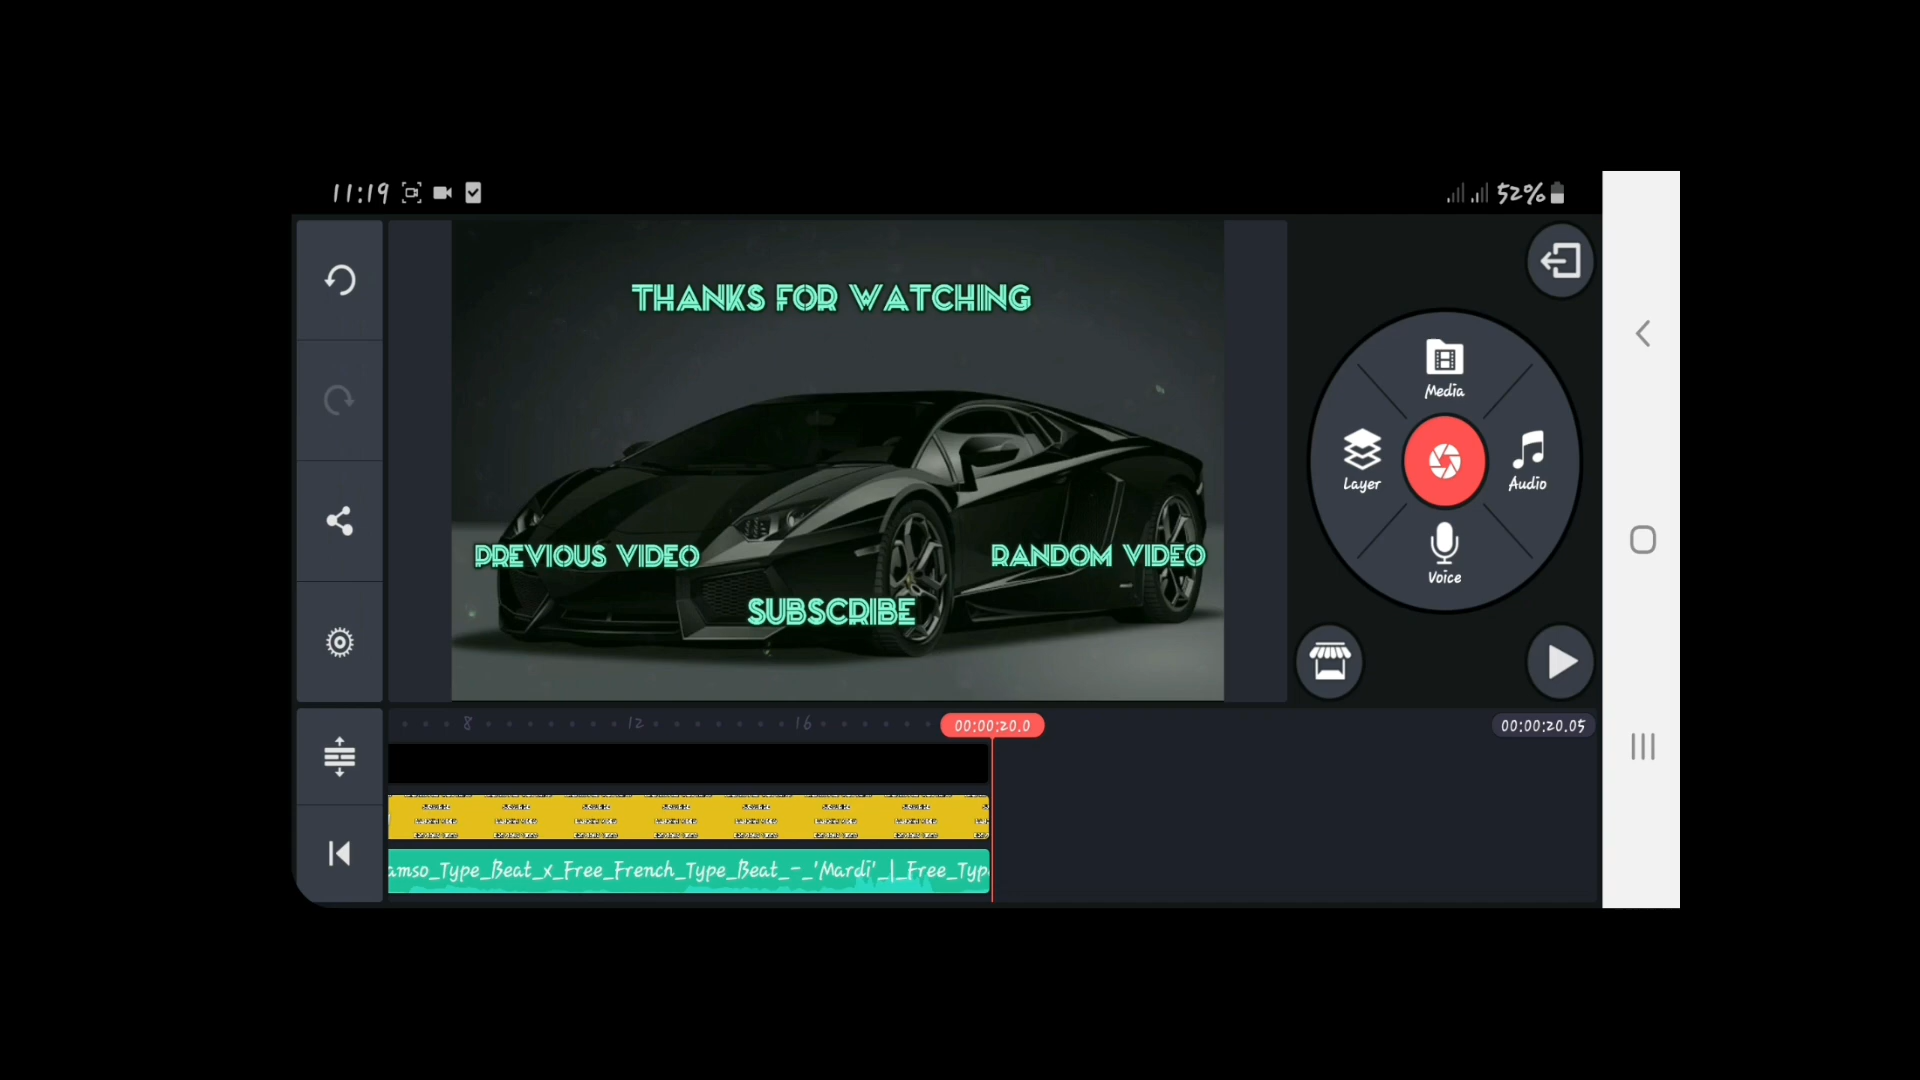 11:19
52%
THANKS FOR WATCHING
Media
Layer
Audio
Voice
PREVIOUS VIDEO
RANDOM VIDEO
SUBSCRIBE
8 12 16
00:00:20.0
00:00:20.05
amso_Type_Beat_x_Free_French_Type_Beat_-_'Mardi'_|_Free_Typ